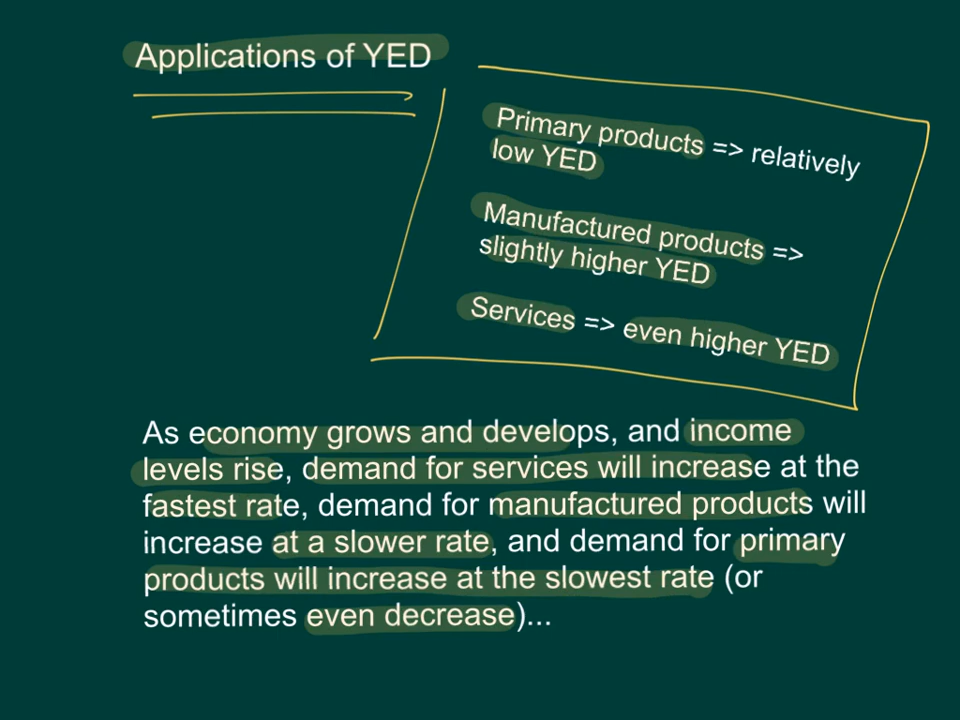 Applications of YED
Primary products => relatively
low YED
Manufactured products =>
slightly higher YED
Services => even higher YED
As economy grows and develops, and income
levels rise, demand for services will increase at the
fastest rate, demand for manufactured products will
increase at a slower rate, and demand for primary
products will increase at the slowest rate (or
sometimes even decrease)...